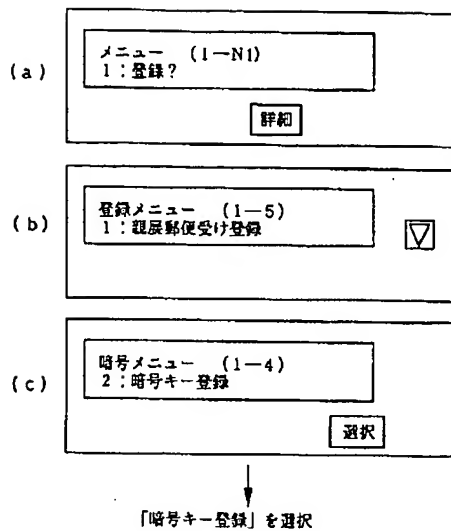 (a)
メニュー (1—N1)
1:登録?
詳細
(b)
登録メニュー (1—5)
1:親展郵便受け登録
(c)
暗号メニュー (1—4)
2:暗号キー登録
選択
「暗号キー登録」を選択